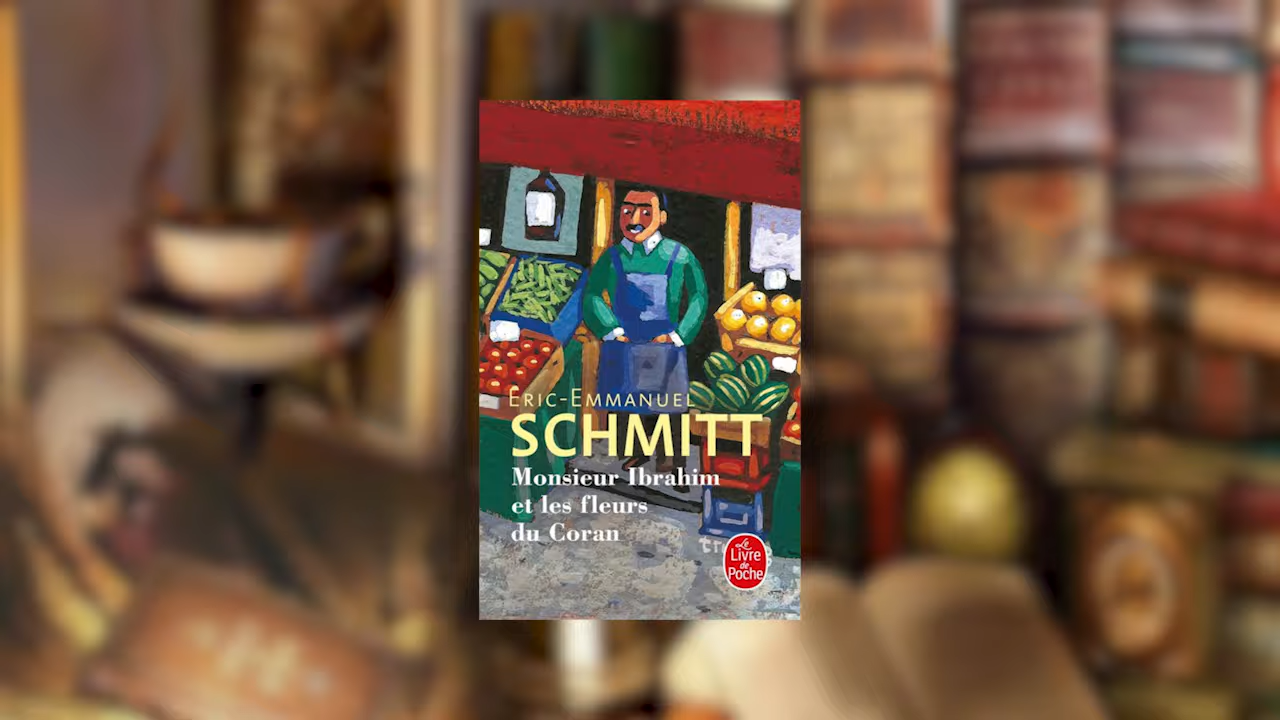 ERIC-EMMANUEL
SCHMITT
Monsieur Ibrahim
et les fleurs
du Coran
Le
Livre
de
Poche